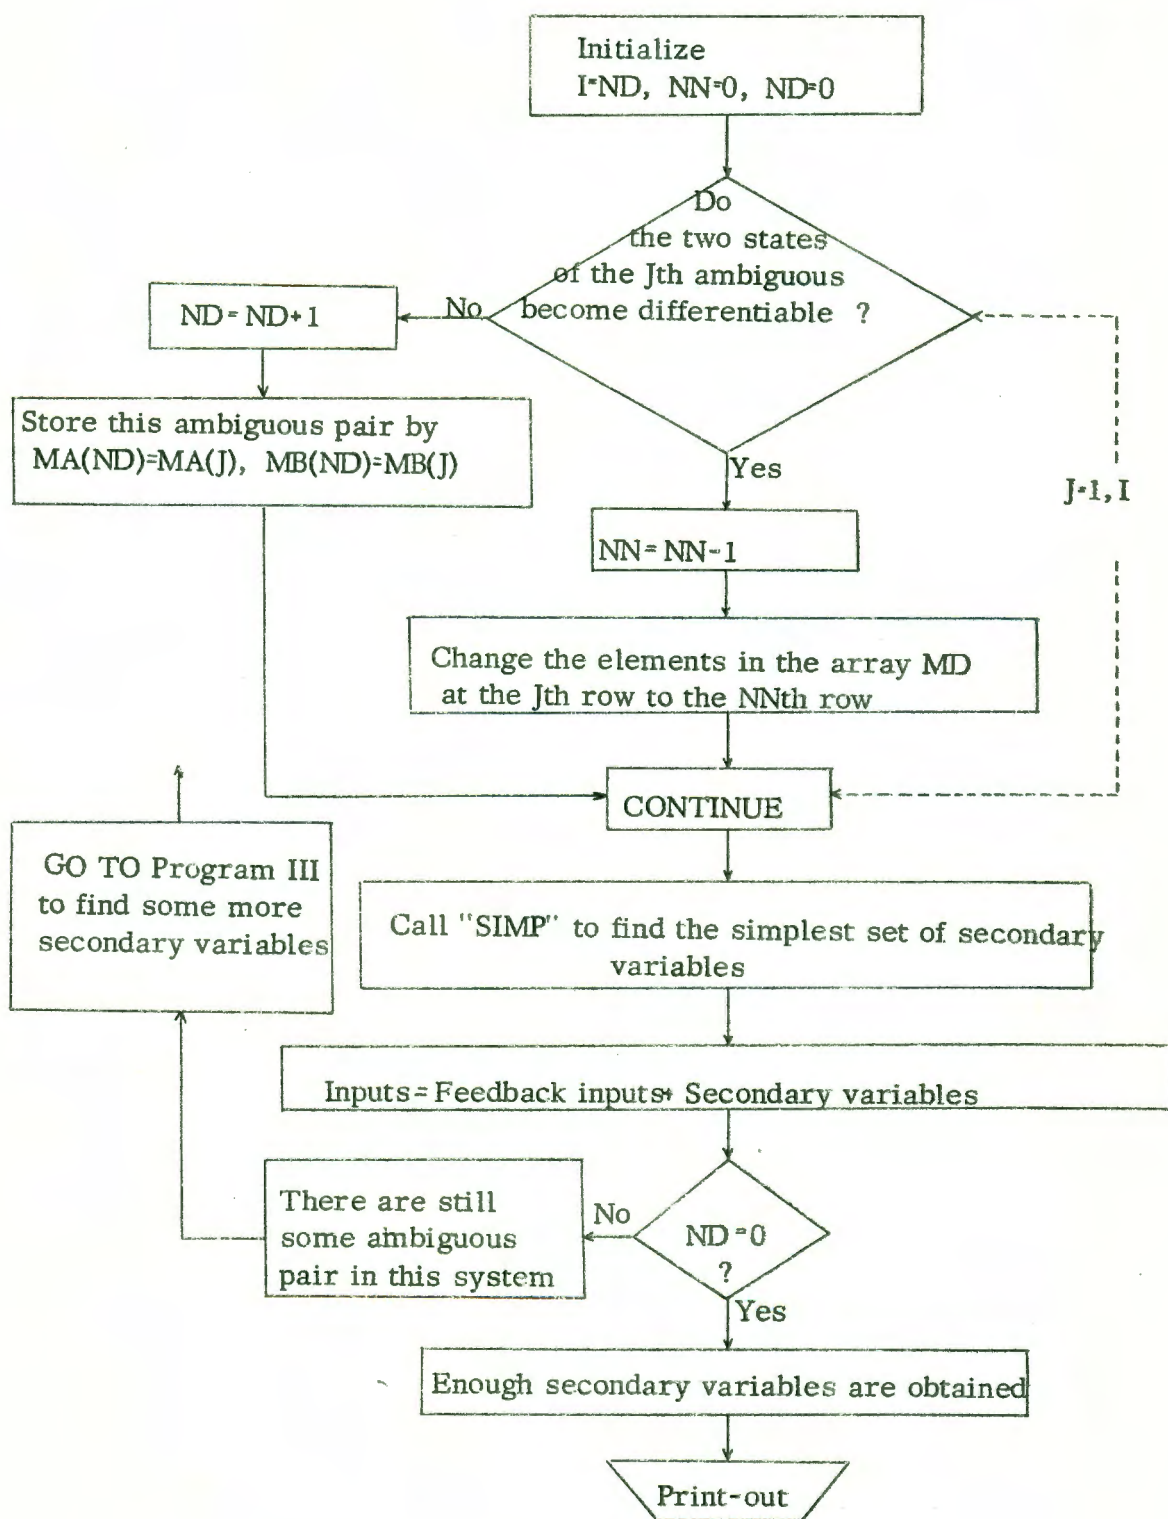 Initialize
I=ND, NN=0, ND=0
Do
the two states
of the Jth ambiguous
become differentiable ?
No
ND=ND+1
Store this ambiguous pair by
MA(ND)=MA(J), MB(ND)=MB(J)
Yes
J=1, I
NN=NN-1
Change the elements in the array MD
at the Jth row to the NNth row
CONTINUE
GO TO Program III
to find some more
secondary variables
Call "SIMP" to find the simplest set of secondary
variables
Inputs=Feedback inputs+ Secondary variables
There are still
some ambiguous
pair in this system
No
ND=0
?
Yes
Enough secondary variables are obtained
Print-out